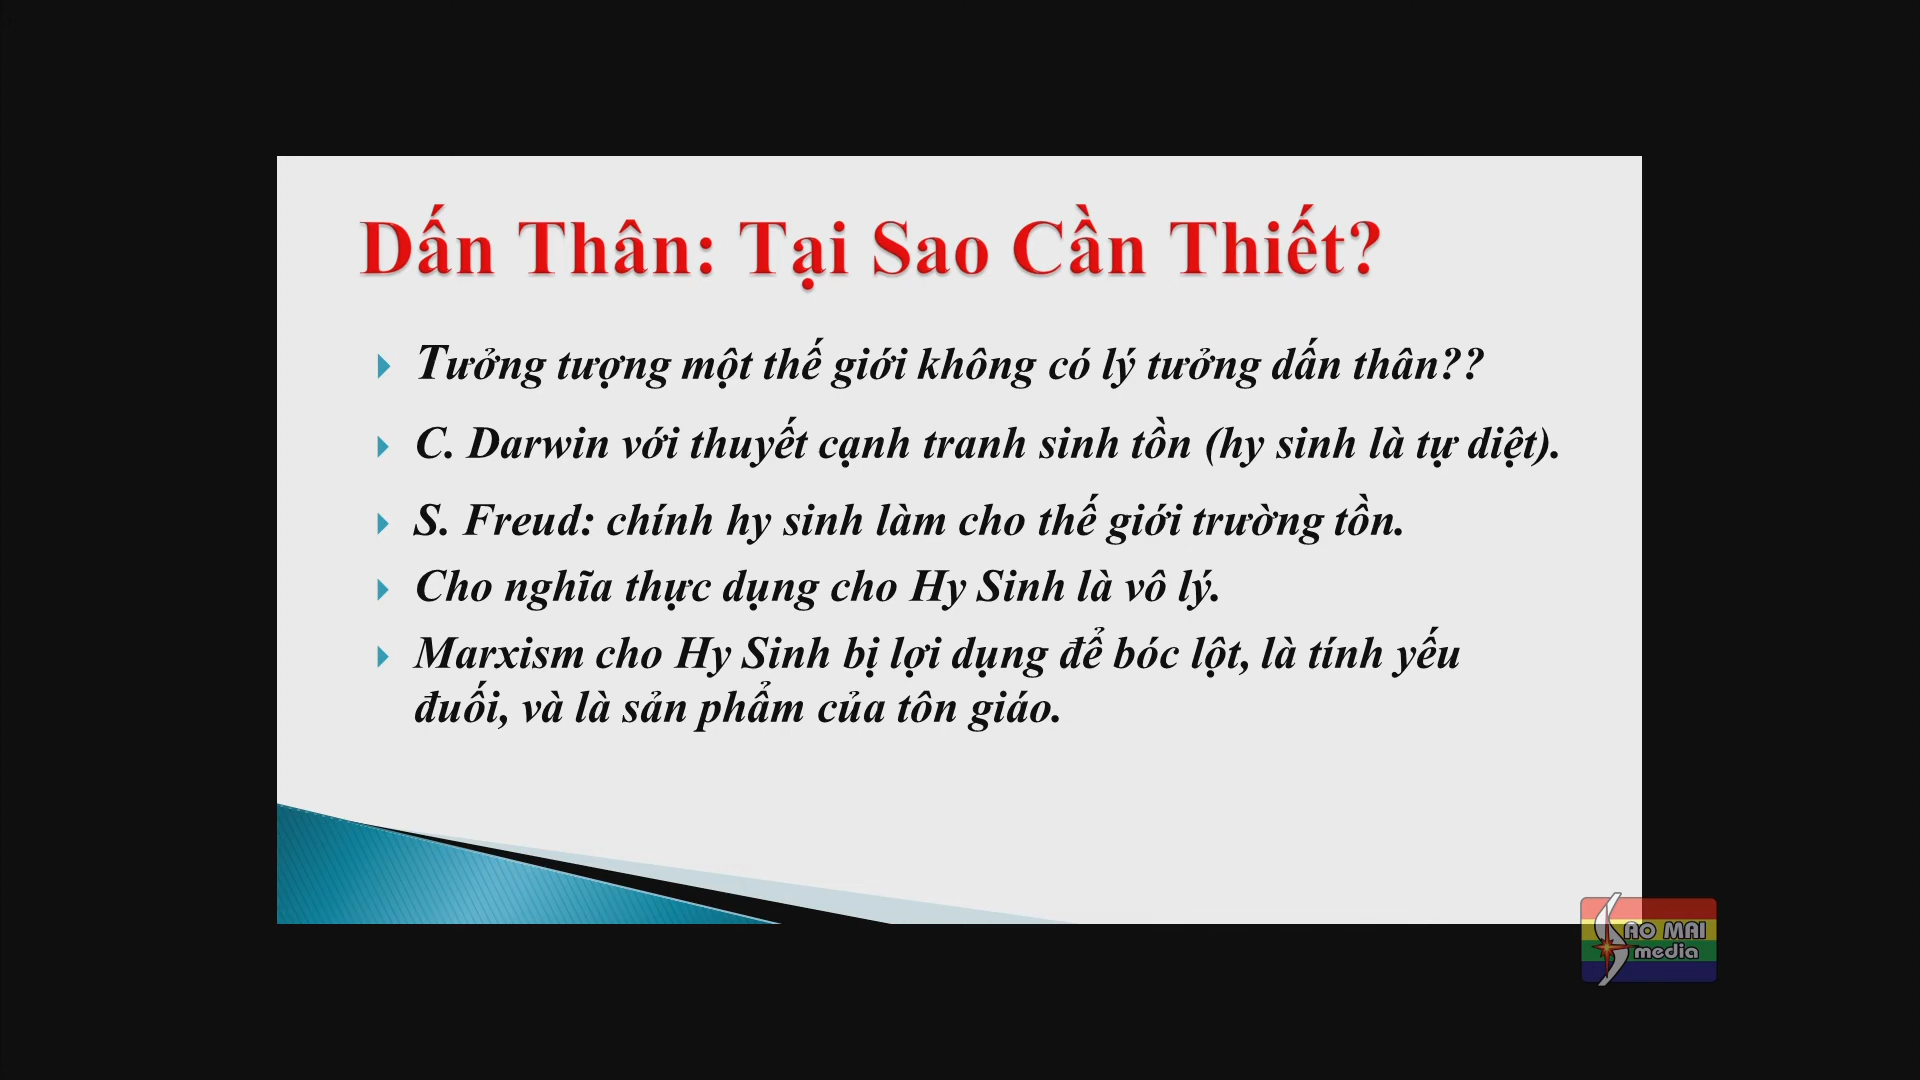 Dấn Thân: Tại Sao Cần Thiết?
Tưởng tượng một thế giới không có lý tưởng dấn thân??
C. Darwin với thuyết cạnh tranh sinh tồn (hy sinh là tự diệt).
S. Freud: chính hy sinh làm cho thế giới trường tồn.
Cho nghĩa thực dụng cho Hy Sinh là vô lý.
Marxism cho Hy Sinh bị lợi dụng để bóc lột, là tính yếu
đuối, và là sản phẩm của tôn giáo.
SAO MAI
media